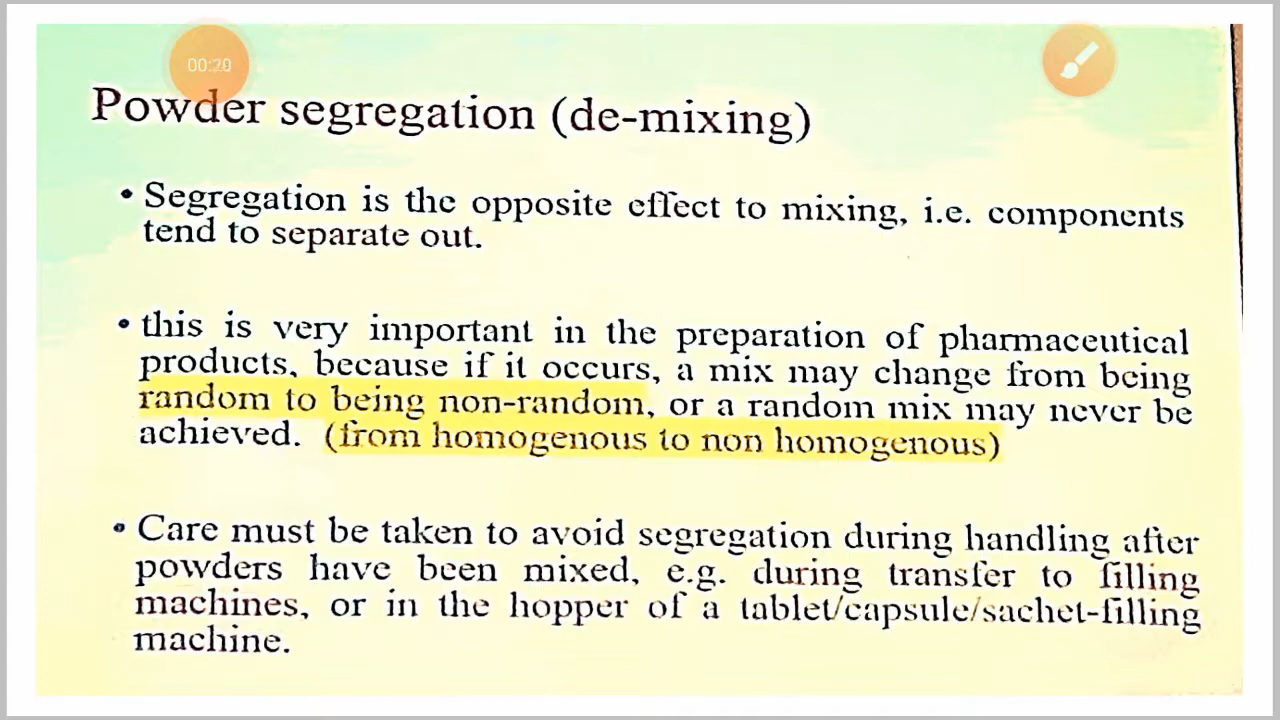 00:20
Powder segregation (de-mixing)
• Segregation is the opposite effect to mixing, i.e. components
tend to separate out.
• this is very important in the preparation of pharmaceutical
products, because if it occurs, a mix may change from being
random to being non-random, or a random mix may never be
achieved. (from homogenous to non homogenous)
• Care must be taken to avoid segregation during handling after
powders have been mixed, e.g. during transfer to filling
machines, or in the hopper of a tablet/capsule/sachet-filling
machine.